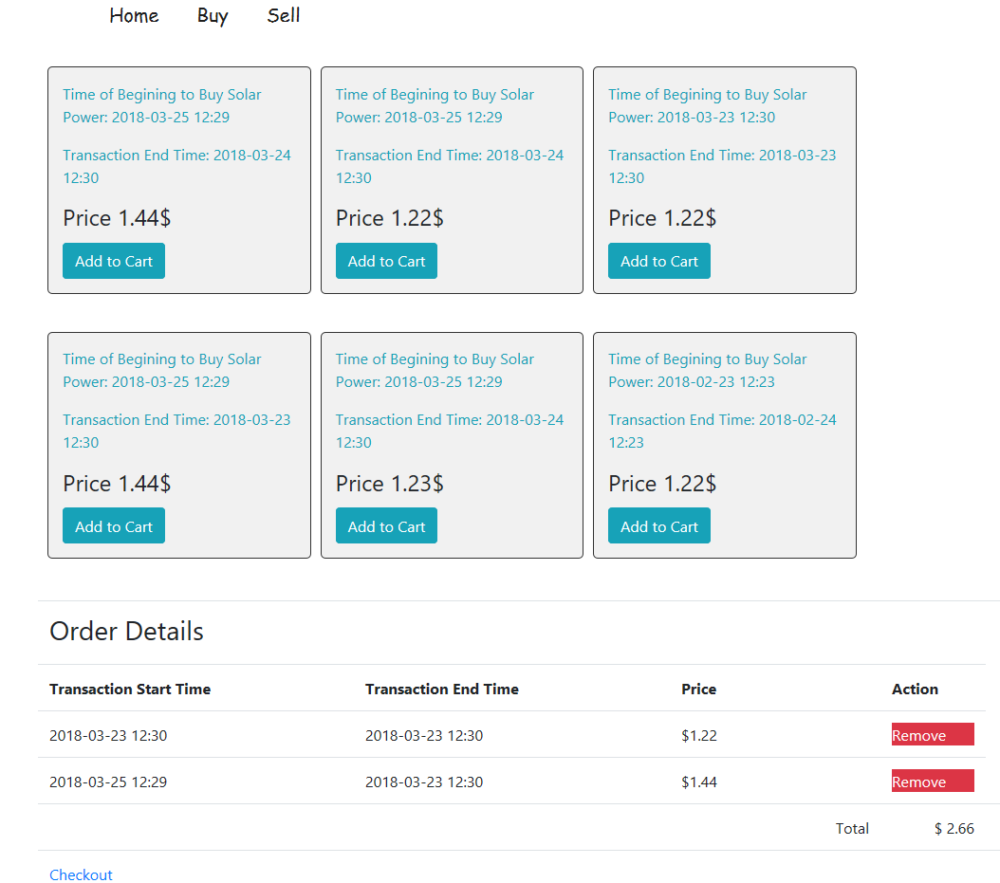 Home Buy Sell
Time of Begining to Buy Solar
Power: 2018-03-25 12:29
Transaction End Time: 2018-03-24
12:30
Price 1.44$
Add to Cart
Time of Begining to Buy Solar
Power: 2018-03-25 12:29
Transaction End Time: 2018-03-24
12:30
Price 1.22$
Add to Cart
Time of Begining to Buy Solar
Power: 2018-03-23 12:30
Transaction End Time: 2018-03-23
12:30
Price 1.22$
Add to Cart
Time of Begining to Buy Solar
Power: 2018-03-25 12:29
Transaction End Time: 2018-03-23
12:30
Price 1.44$
Add to Cart
Time of Begining to Buy Solar
Power: 2018-03-25 12:29
Transaction End Time: 2018-03-24
12:30
Price 1.23$
Add to Cart
Time of Begining to Buy Solar
Power: 2018-02-23 12:23
Transaction End Time: 2018-02-24
12:23
Price 1.22$
Add to Cart
Order Details
Transaction Start Time Transaction End Time Price Action
2018-03-23 12:30 2018-03-23 12:30 $1.22 Remove
2018-03-25 12:29 2018-03-23 12:30 $1.44 Remove
Total $ 2.66
Checkout